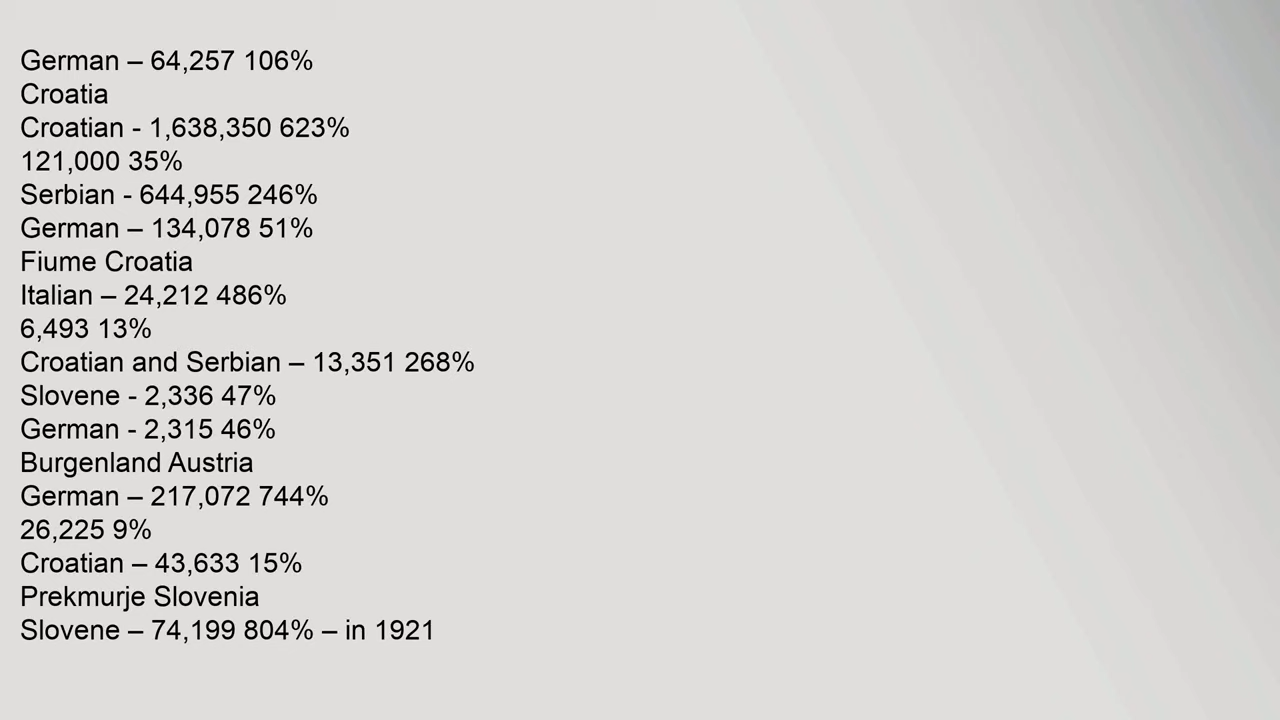 German – 64,257 106%
Croatia
Croatian - 1,638,350 623%
121,000 35%
Serbian - 644,955 246%
German – 134,078 51%
Fiume Croatia
Italian – 24,212 486%
6,493 13%
Croatian and Serbian – 13,351 268%
Slovene - 2,336 47%
German - 2,315 46%
Burgenland Austria
German – 217,072 744%
26,225 9%
Croatian – 43,633 15%
Prekmurje Slovenia
Slovene – 74,199 804% – in 1921